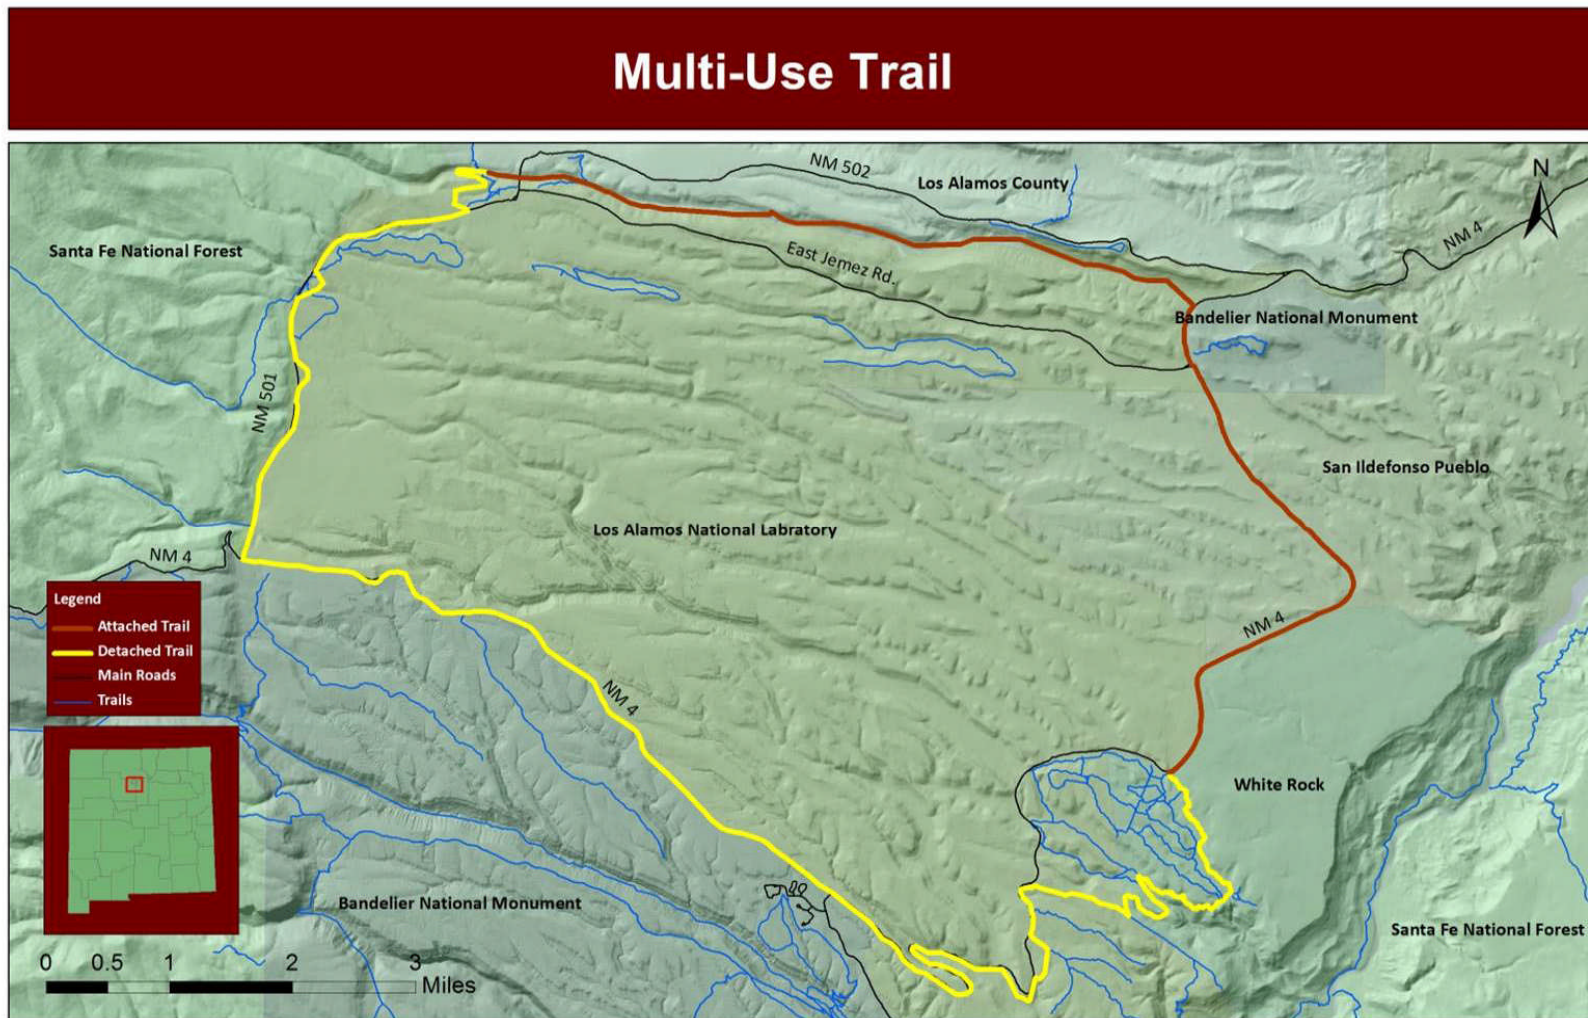 Multi-Use Trail
NM 502
Los Alamos County
N
NM 4
Santa Fe National Forest
East Jemez Rd.
Bandelier National Monument
NM 501
San Ildefonso Pueblo
Los Alamos National Labratory
NM 4
Legend
Attached Trail
Detached Trail
Main Roads
Trails
NM 4
NM 4
White Rock
Bandelier National Monument
Santa Fe National Forest
0 0.5 1 2 3
Miles